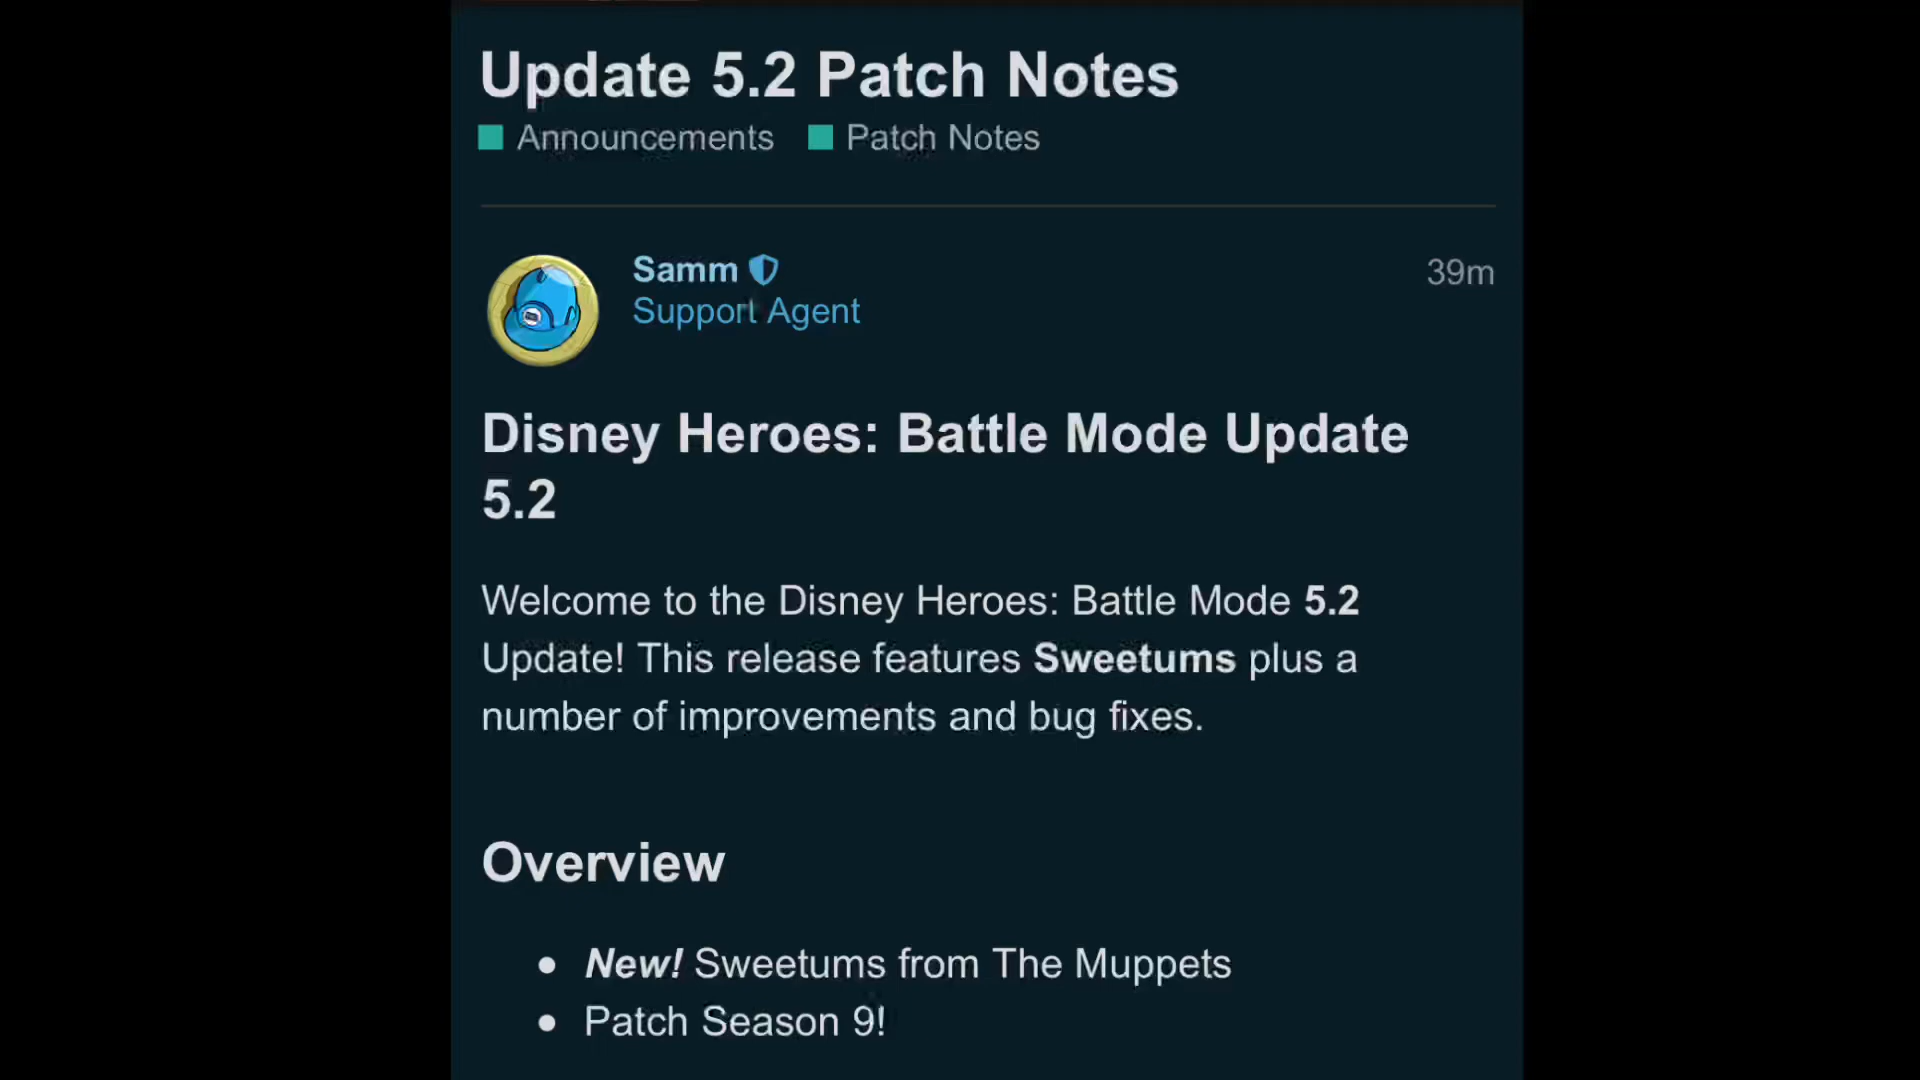 Update 5.2 Patch Notes
Announcements Patch Notes
Samm 39m
Support Agent
Disney Heroes: Battle Mode Update
5.2
Welcome to the Disney Heroes: Battle Mode 5.2
Update! This release features Sweetums plus a
number of improvements and bug fixes.
Overview
• New! Sweetums from The Muppets
• Patch Season 9!